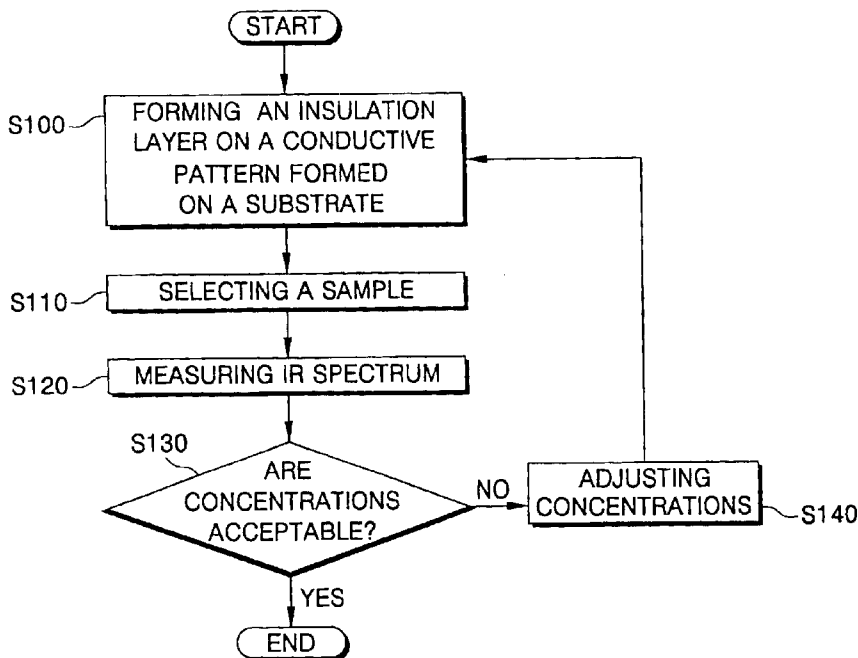 START
S100
FORMING AN INSULATION
LAYER ON A CONDUCTIVE
PATTERN FORMED
ON A SUBSTRATE
S110
SELECTING A SAMPLE
S120
MEASURING IR SPECTRUM
S130
ARE
CONCENTRATIONS
ACCEPTABLE?
NO
ADJUSTING
CONCENTRATIONS
S140
YES
END